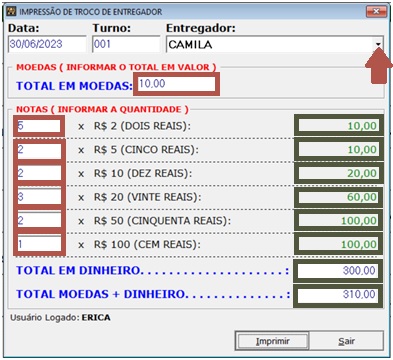 IMPRESSÃO DE TROCO DE ENTREGADOR
Data: Turno: Entregador:
30/06/2023 001 CAMILA
MOEDAS ( INFORMAR O TOTAL EM VALOR )
TOTAL EM MOEDAS: 10,00
NOTAS ( INFORMAR A QUANTIDADE )
5 x R$ 2 (DOIS REAIS): 10,00
2 x R$ 5 (CINCO REAIS): 10,00
2 x R$ 10 (DEZ REAIS): 20,00
3 x R$ 20 (VINTE REAIS): 60,00
2 x R$ 50 (CINQUENTA REAIS): 100,00
1 x R$ 100 (CEM REAIS): 100,00
TOTAL EM DINHEIRO. . . . . . . . . . . . . . . . . . : 300,00
TOTAL MOEDAS + DINHEIRO. . . . . . . . . . . . . : 310,00
Usuário Logado: ERICA
Imprimir Sair